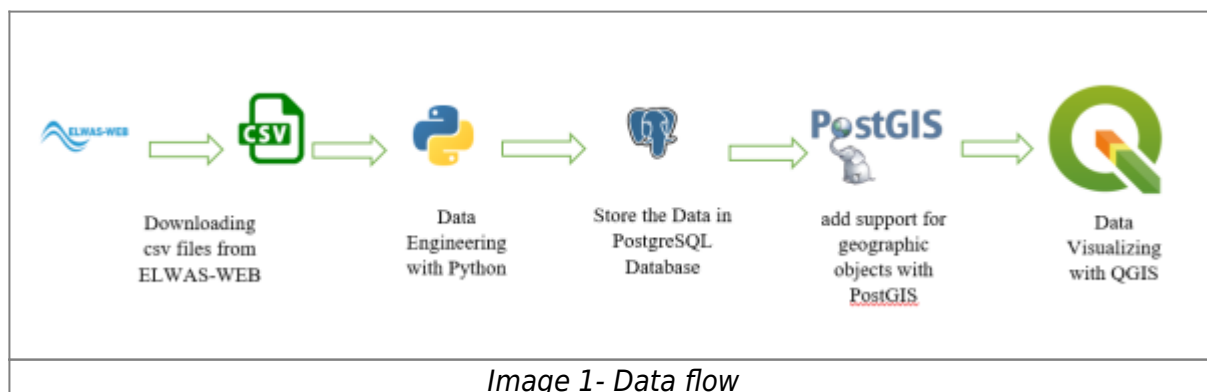 ELWAS-WEB
CSV
PostGIS
Downloading
csv files from
ELWAS-WEB
Data
Engineering
with Python
Store the Data in
PostgreSQL
Database
add support for
geographic
objects with
PostGIS
Data
Visualizing
with QGIS
Image 1- Data flow